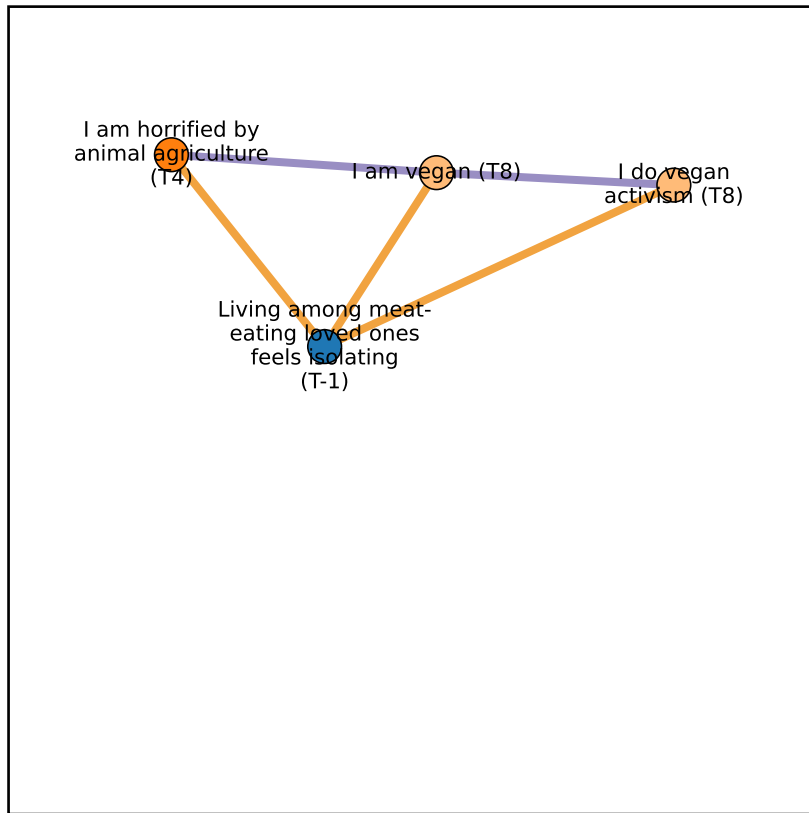 I am horrified by
animal agriculture
(T4)
I am vegan (T8)
I do vegan
activism (T8)
Living among meat-
eating loved ones
feels isolating
(T-1)